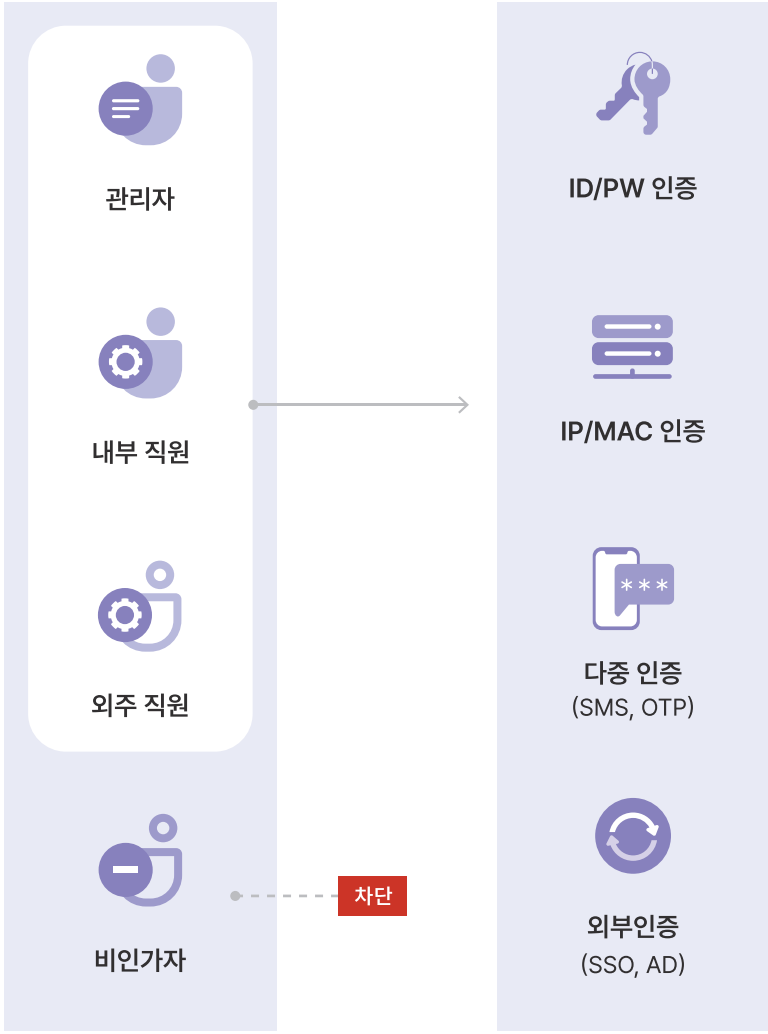 관리자
내부 직원
외주 직원
비인가자
차단
ID/PW 인증
IP/MAC 인증
***
다중 인증
(SMS, OTP)
외부인증
(SSO, AD)